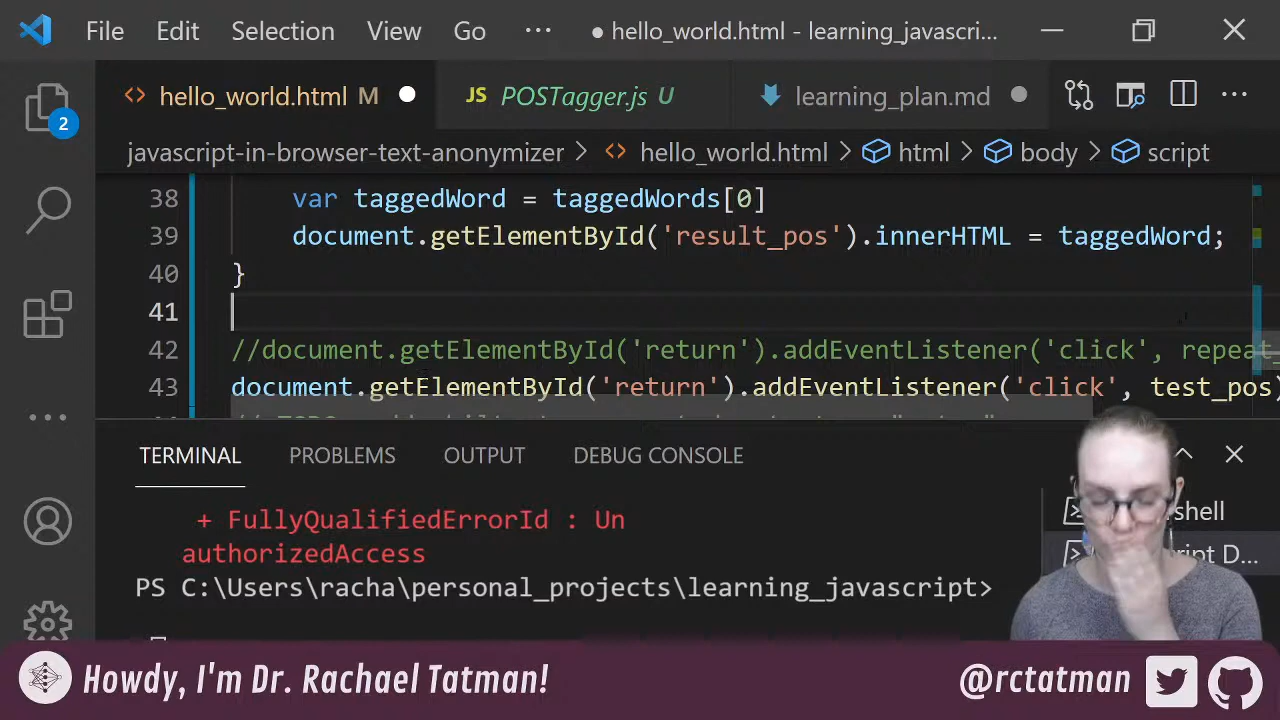 File Edit Selection View Go ··· ● hello_world.html - learning_javascri...
hello_world.html M JS POSTagger.js U learning_plan.md
2
javascript-in-browser-text-anonymizer > hello_world.html > html > body > script
38 var taggedWord = taggedWords[0]
39 document.getElementById('result_pos').innerHTML = taggedWord;
40 }
41
42 //document.getElementById('return').addEventListener('click', repeat_
43 document.getElementById('return').addEventListener('click', test_pos)
TERMINAL PROBLEMS OUTPUT DEBUG CONSOLE
+ FullyQualifiedErrorId : Un
authorizedAccess
PS C:\Users\racha\personal_projects\learning_javascript>
shell
ript D...
Howdy, I'm Dr. Rachael Tatman!
@rctatman